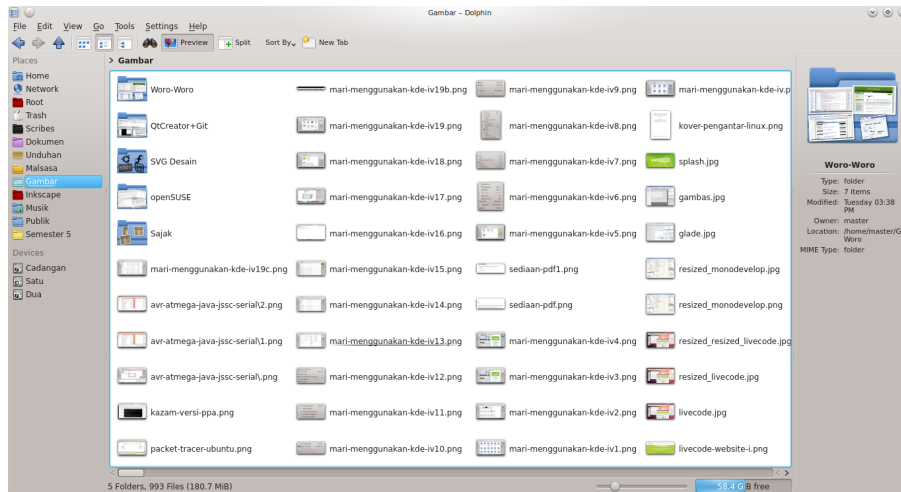 Gambar – Dolphin
File Edit View Go Tools Settings Help
Preview Split Sort By New Tab
Places
Home
Network
Root
Trash
Scribes
Dokumen
Unduhan
Malsasa
Gambar
Inkscape
Musik
Publik
Semester 5
Devices
Cadangan
Satu
Dua
> Gambar
Woro-Woro
QtCreator+Git
SVG Desain
openSUSE
Sajak
mari-menggunakan-kde-iv19c.png
avr-atmega-java-jssc-serial\2.png
avr-atmega-java-jssc-serial\1.png
avr-atmega-java-jssc-serial\.png
kazam-versi-ppa.png
packet-tracer-ubuntu.png
mari-menggunakan-kde-iv19b.png
mari-menggunakan-kde-iv19.png
mari-menggunakan-kde-iv18.png
mari-menggunakan-kde-iv17.png
mari-menggunakan-kde-iv16.png
mari-menggunakan-kde-iv15.png
mari-menggunakan-kde-iv14.png
mari-menggunakan-kde-iv13.png
mari-menggunakan-kde-iv12.png
mari-menggunakan-kde-iv11.png
mari-menggunakan-kde-iv10.png
mari-menggunakan-kde-iv9.png
mari-menggunakan-kde-iv8.png
mari-menggunakan-kde-iv7.png
mari-menggunakan-kde-iv6.png
mari-menggunakan-kde-iv5.png
sediaan-pdf1.png
sediaan-pdf.png
mari-menggunakan-kde-iv4.png
mari-menggunakan-kde-iv3.png
mari-menggunakan-kde-iv2.png
mari-menggunakan-kde-iv1.png
mari-menggunakan-kde-iv.p
kover-pengantar-linux.png
splash.jpg
gambas.jpg
glade.jpg
resized_monodevelop.jpg
resized_monodevelop.png
resized_resized_livecode.jpg
resized_livecode.jpg
livecode.jpg
livecode-website-i.png
5 Folders, 993 Files (180.7 MiB)
58.4 GiB free
Woro-Woro
Type: folder
Size: 7 items
Modified: Tuesday 03:38
PM
Owner: master
Location: /home/master/G
Woro
MIME Type: folder